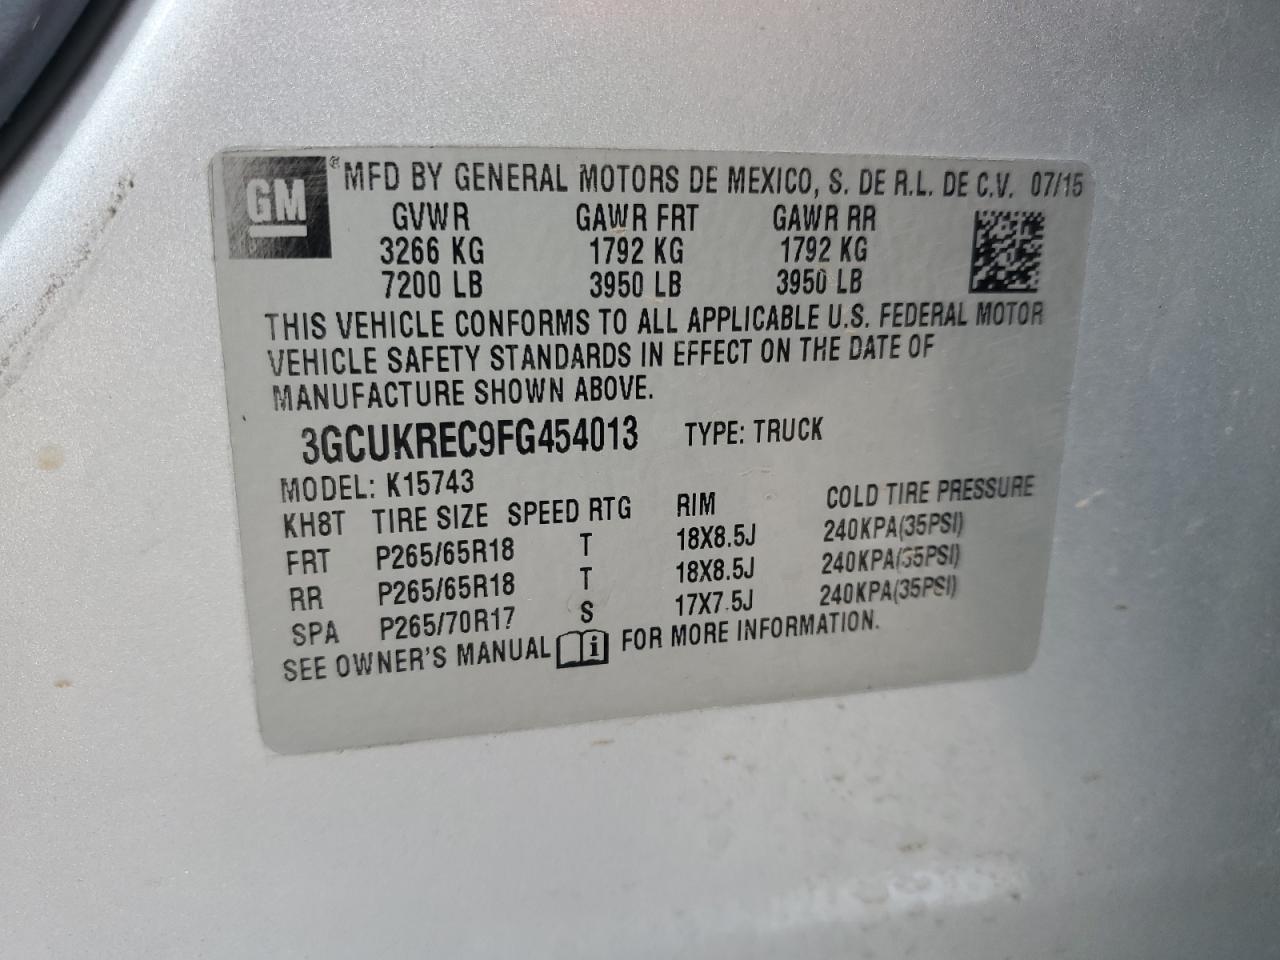 GM ® MFD BY GENERAL MOTORS DE MEXICO, S. DE R.L. DE C.V. 07/15
GVWR GAWR FRT GAWR RR
3266 KG 1792 KG 1792 KG
7200 LB 3950 LB 3950 LB
THIS VEHICLE CONFORMS TO ALL APPLICABLE U.S. FEDERAL MOTOR
VEHICLE SAFETY STANDARDS IN EFFECT ON THE DATE OF
MANUFACTURE SHOWN ABOVE.
3GCUKREC9FG454013 TYPE: TRUCK
MODEL: K15743
KH8T TIRE SIZE SPEED RTG RIM COLD TIRE PRESSURE
FRT P265/65R18 T 18X8.5J 240KPA(35PSI)
RR P265/65R18 T 18X8.5J 240KPA(35PSI)
SPA P265/70R17 S 17X7.5J 240KPA(35PSI)
SEE OWNER'S MANUAL i FOR MORE INFORMATION.